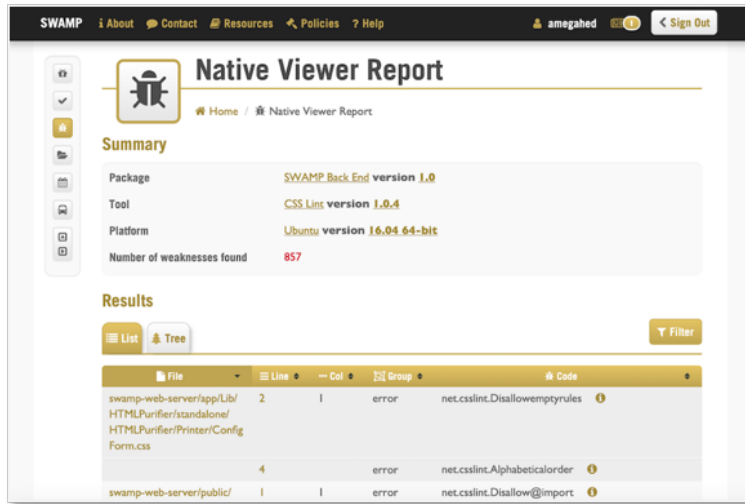 SWAMP About Contact Resources Policies ? Help amegahed 1 Sign Out
Native Viewer Report
Home / Native Viewer Report
Summary
Package SWAMP Back End version 1.0
Tool CSS Lint version 1.0.4
Platform Ubuntu version 16.04 64-bit
Number of weaknesses found 857
Results
List Tree Filter
File Line Col Group Code
swamp-web-server/app/Lib/ 2 1 error net.csslint.Disallowemptyrules
HTMLPurifier/standalone/
HTMLPurifier/Printer/Config
Form.css
4 error net.csslint.Alphabeticalorder
swamp-web-server/public/ 1 1 error net.csslint.Disallow@import